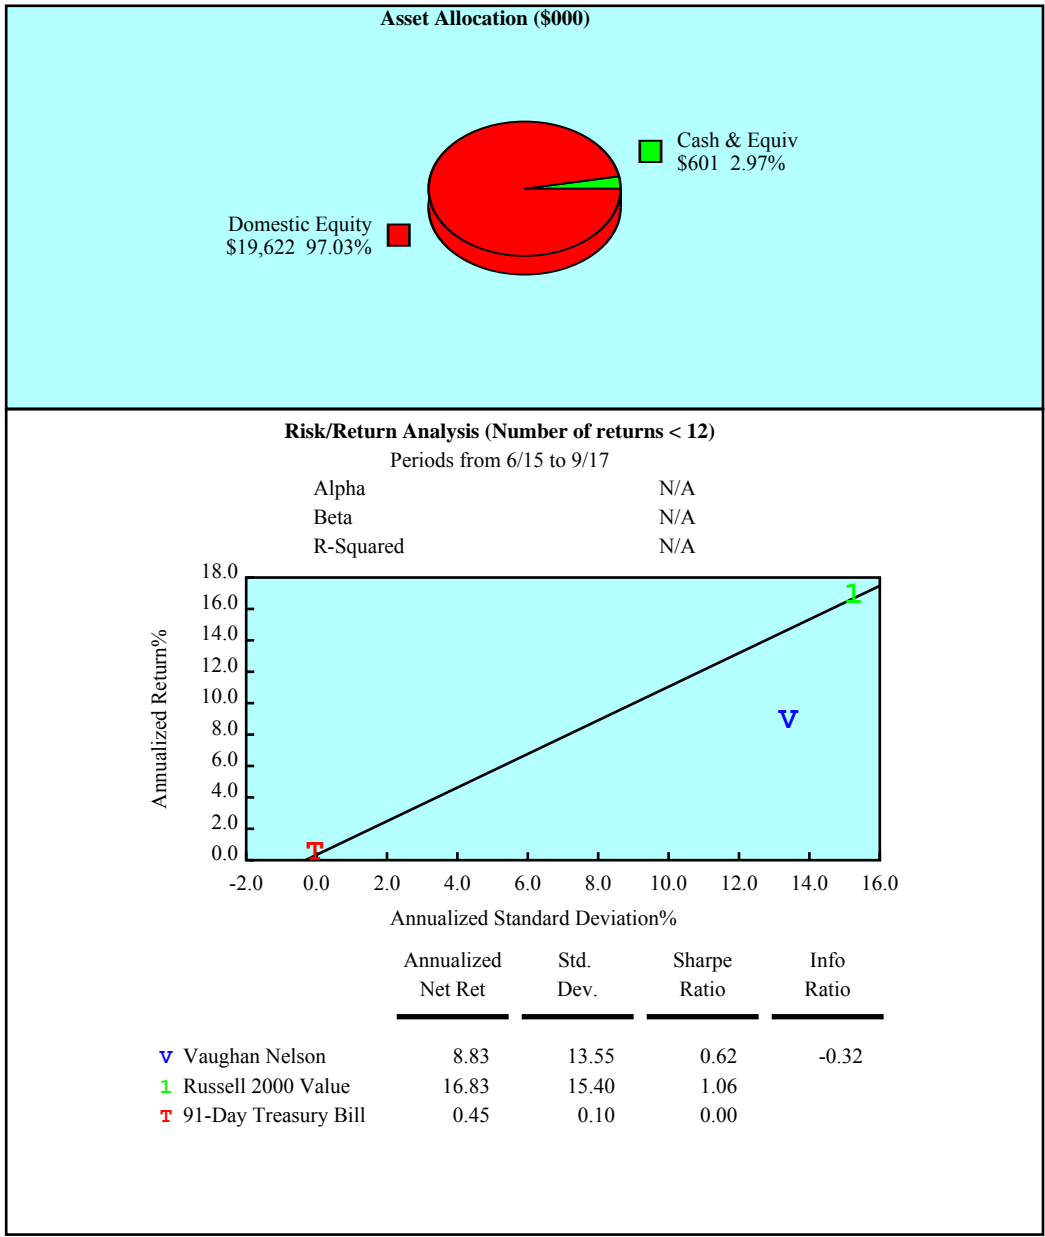 Asset Allocation ($000)
Cash & Equiv
$601 2.97%
Domestic Equity
$19,622 97.03%
Risk/Return Analysis (Number of returns < 12)
Periods from 6/15 to 9/17
Alpha N/A
Beta N/A
R-Squared N/A
18.0
16.0
14.0
12.0
10.0
8.0
6.0
4.0
2.0
0.0
Annualized Return%
1
V
T
-2.0 0.0 2.0 4.0 6.0 8.0 10.0 12.0 14.0 16.0
Annualized Standard Deviation%
Annualized Std. Sharpe Info
Net Ret Dev. Ratio Ratio
V Vaughan Nelson 8.83 13.55 0.62 -0.32
1 Russell 2000 Value 16.83 15.40 1.06
T 91-Day Treasury Bill 0.45 0.10 0.00